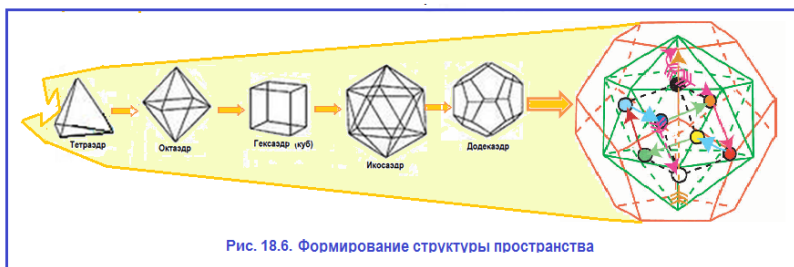 Тетраэдр
Октаэдр
Гексаэдр (куб)
Икосаэдр
Додекаэдр
Рис. 18.6. Формирование структуры пространства